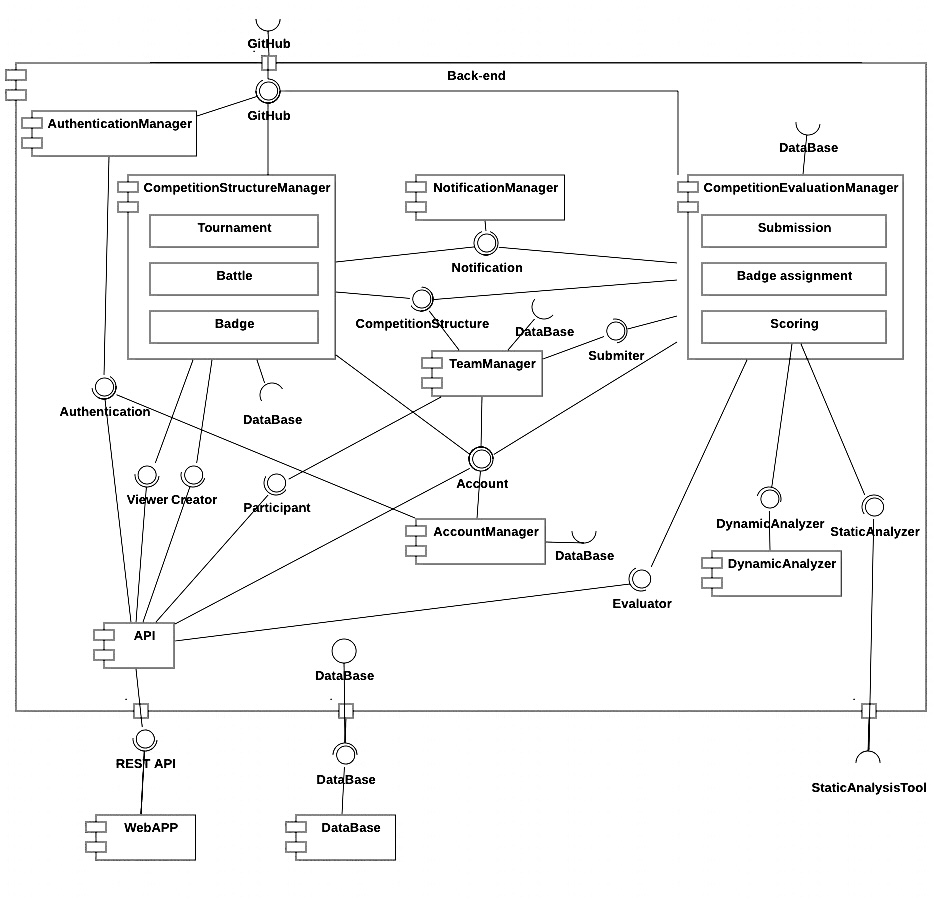 GitHub
Back-end
GitHub
AuthenticationManager
DataBase
CompetitionStructureManager
NotificationManager
CompetitionEvaluationManager
Tournament
Submission
Notification
Battle
Badge assignment
CompetitionStructure
DataBase
Badge
Scoring
Submiter
TeamManager
Authentication
DataBase
Account
Viewer
Creator
Participant
DynamicAnalyzer
StaticAnalyzer
AccountManager
DataBase
DynamicAnalyzer
Evaluator
API
DataBase
REST API
DataBase
StaticAnalysisTool
WebAPP
DataBase